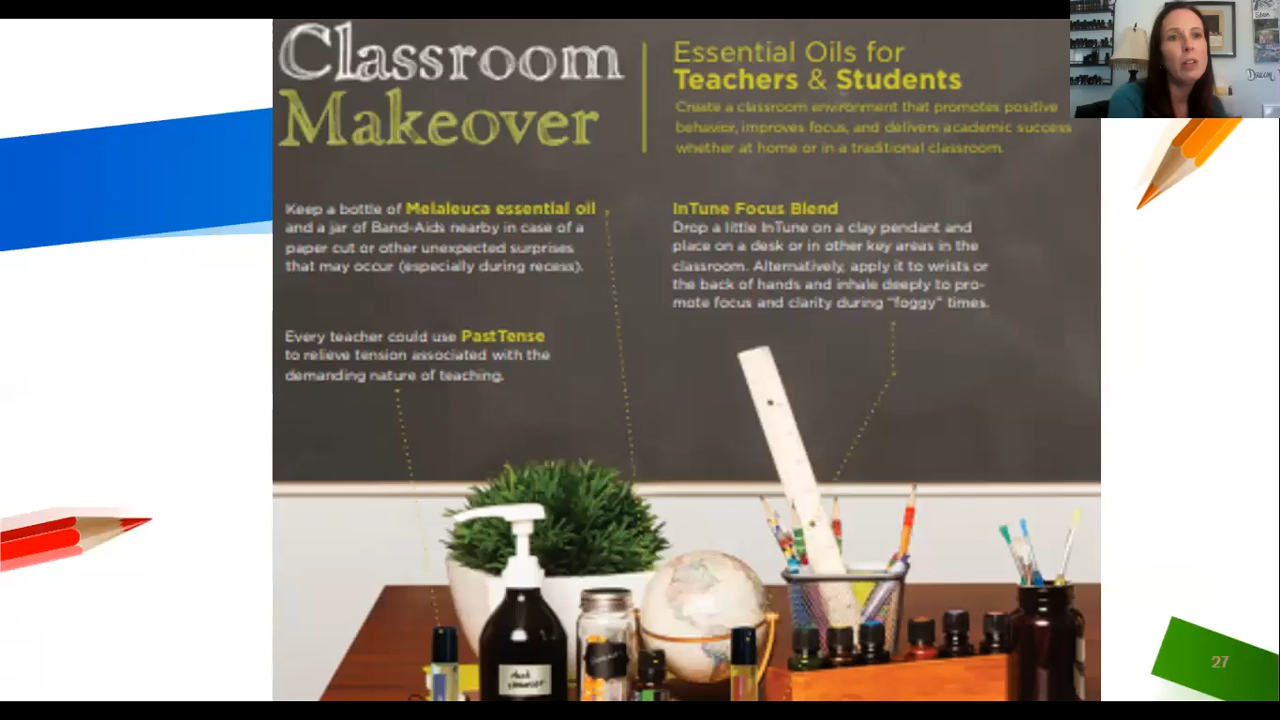 Classroom
Makeover
Essential Oils for
Teachers & Students
Create a classroom environment that promotes positive
behavior, improves focus, and delivers academic success
whether at home or in a traditional classroom.
Keep a bottle of Melaleuca essential oil
and a jar of Band-Aids nearby in case of a
paper cut or other unexpected surprises
that may occur (especially during recess).
InTune Focus Blend
Drop a little InTune on a clay pendant and
place on a desk or in other key areas in the
classroom. Alternatively, apply it to wrists or
the back of hands and inhale deeply to pro-
mote focus and clarity during "foggy" times.
Every teacher could use PastTense
to relieve tension associated with the
demanding nature of teaching.
27